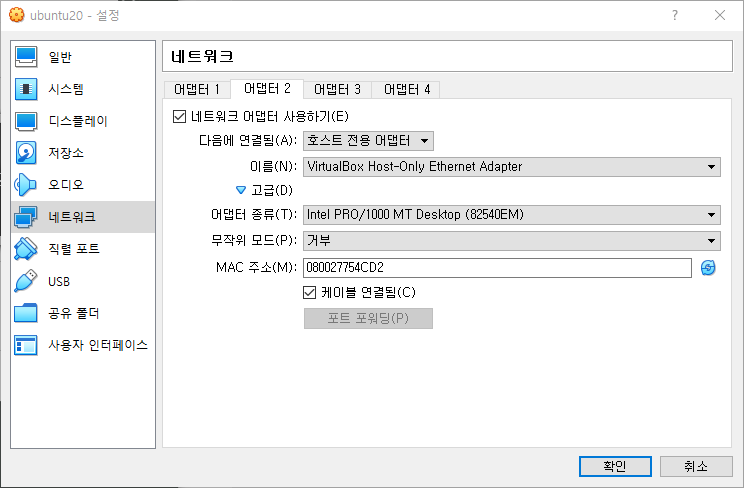 ubuntu20 - 설정
일반
시스템
디스플레이
저장소
오디오
네트워크
직렬 포트
USB
공유 폴더
사용자 인터페이스
네트워크
어댑터 1 어댑터 2 어댑터 3 어댑터 4
네트워크 어댑터 사용하기(E)
다음에 연결됨(A): 호스트 전용 어댑터
이름(N): VirtualBox Host-Only Ethernet Adapter
고급(D)
어댑터 종류(T): Intel PRO/1000 MT Desktop (82540EM)
무작위 모드(P): 거부
MAC 주소(M): 080027754CD2
케이블 연결됨(C)
포트 포워딩(P)
확인 취소